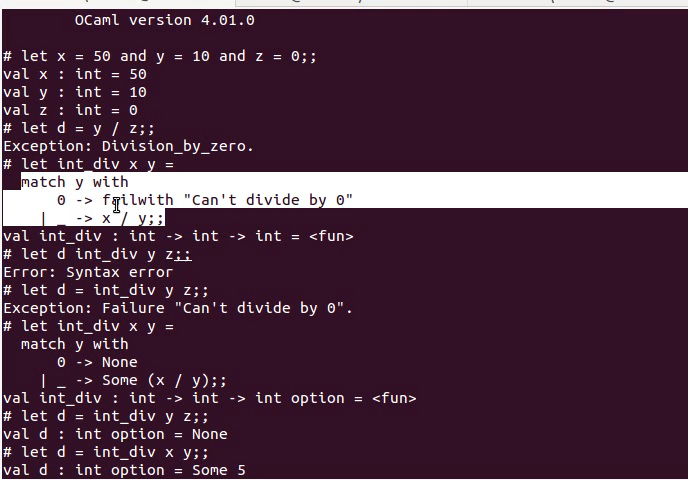 OCaml version 4.01.0
# let x = 50 and y = 10 and z = 0;;
val x : int = 50
val y : int = 10
val z : int = 0
# let d = y / z;;
Exception: Division_by_zero.
# let int_div x y =
match y with
0 -> failwith "Can't divide by 0"
| _ -> x / y;;
val int_div : int -> int -> int = <fun>
# let d int_div y z;;
Error: Syntax error
# let d = int_div y z;;
Exception: Failure "Can't divide by 0".
# let int_div x y =
match y with
0 -> None
| _ -> Some (x / y);;
val int_div : int -> int -> int option = <fun>
# let d = int_div y z;;
val d : int option = None
# let d = int_div x y;;
val d : int option = Some 5